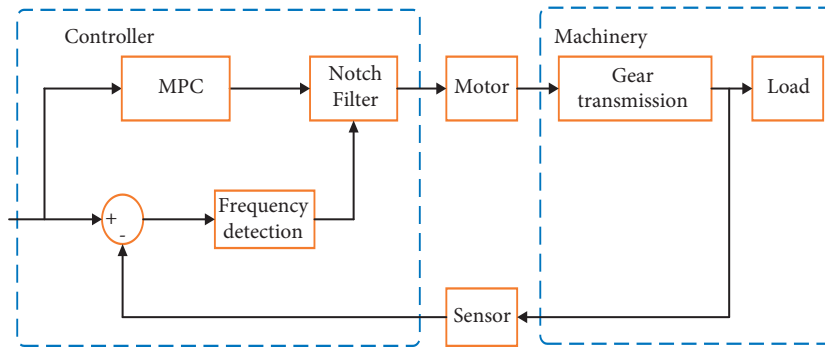 Controller
Machinery
MPC
Notch
Filter
Motor
Gear
transmission
Load
+
-
Frequency
detection
Sensor